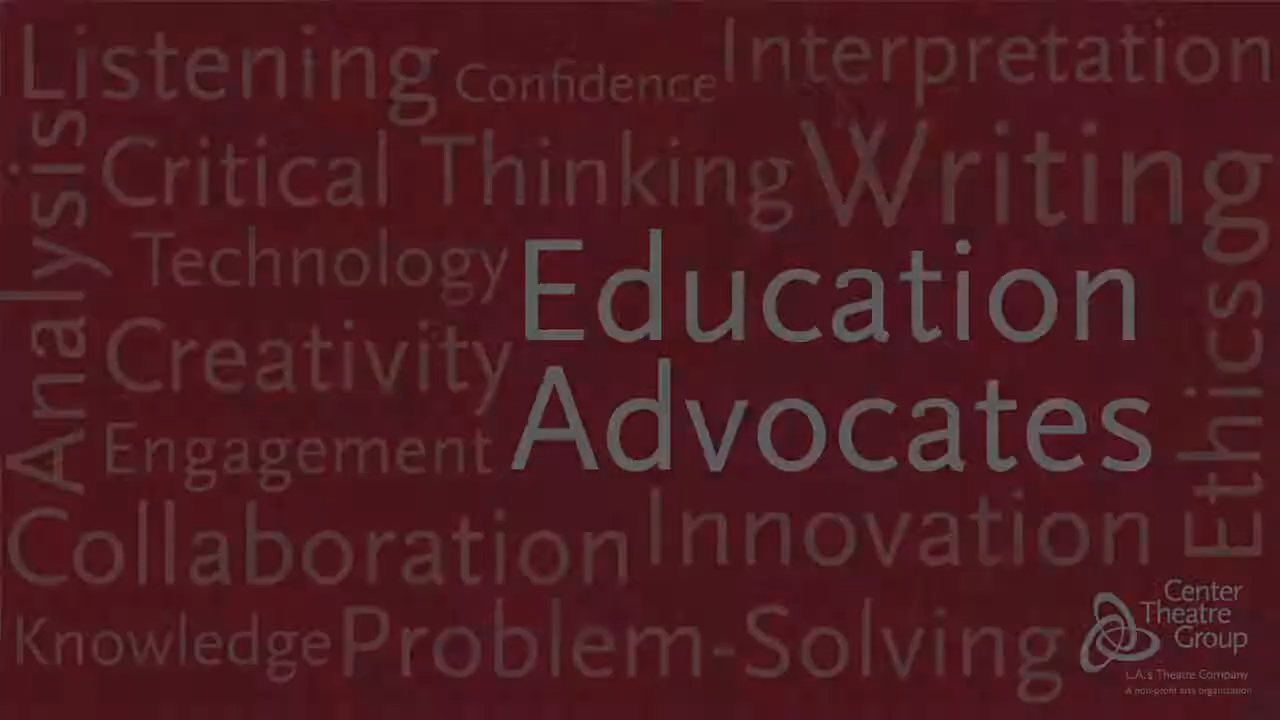 Listening Confidence Interpretation
Analysis
Critical Thinking Writing
Technology
Education
Creativity
Advocates
Ethics
Engagement
Collaboration Innovation
Knowledge Problem-Solving
Center
Theatre
Group
L.A.'s Theatre Company
A non-profit arts organization